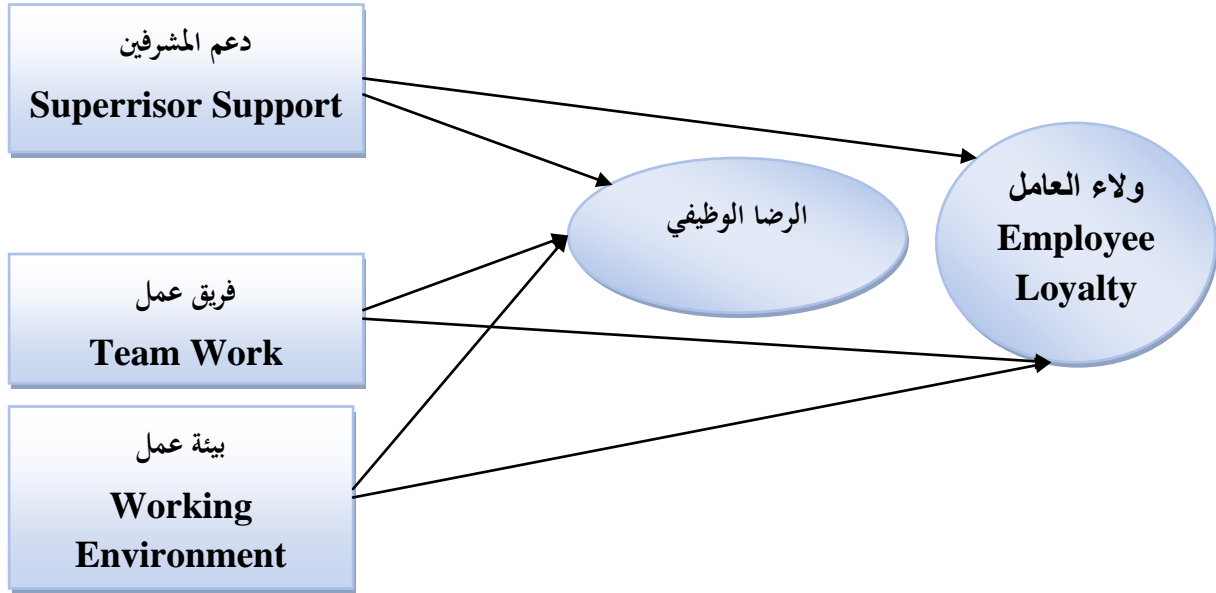 دعم المشرفين
Superrisor Support
الرضا الوظيفي
ولاء العامل
Employee
Loyalty
فريق عمل
Team Work
بيئة عمل
Working
Environment